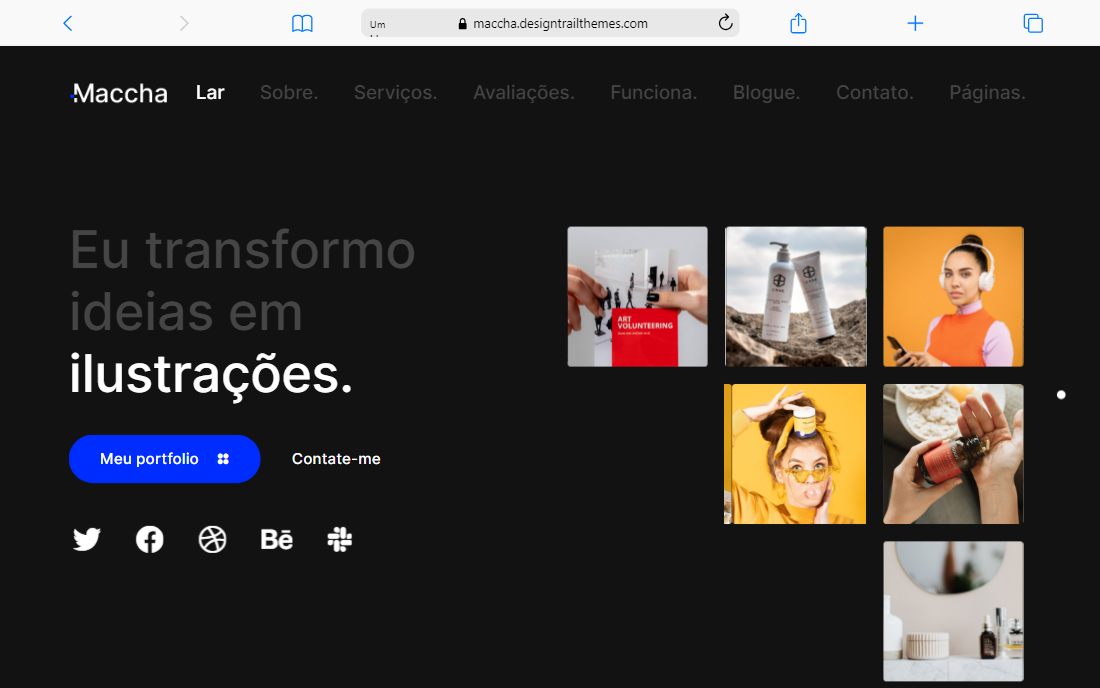 Um
maccha.designtrailthemes.com
Maccha
Lar
Sobre.
Serviços.
Avaliações.
Funciona.
Blogue.
Contato.
Páginas.
Eu transformo
ideias em
ilustrações.
Meu portfolio
Contate-me
Bē
ART
VOLUNTEERING